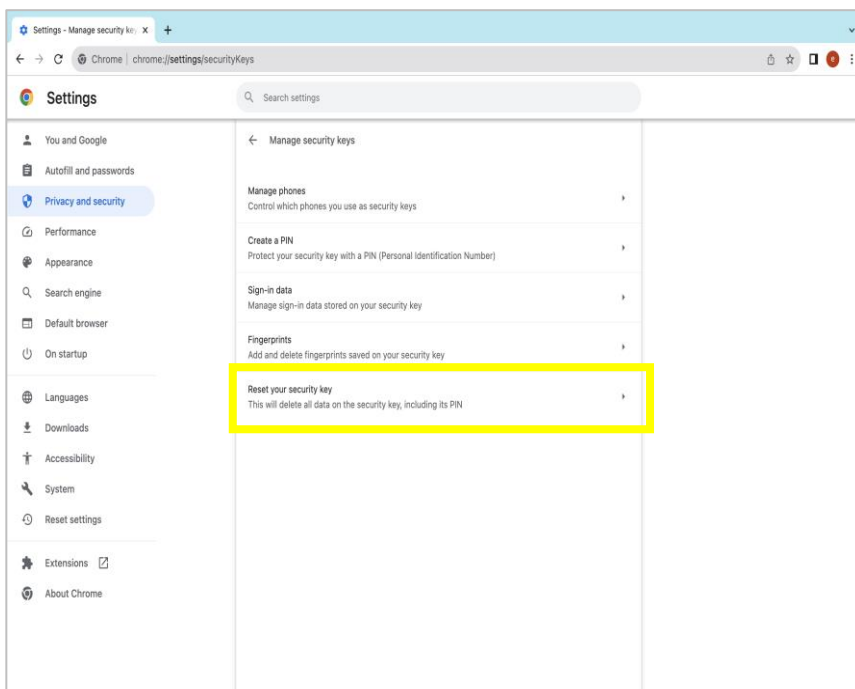 Settings - Manage security key
Chrome | chrome://settings/securityKeys
e
Settings
Search settings
You and Google
Autofill and passwords
Privacy and security
Performance
Appearance
Search engine
Default browser
On startup
Languages
Downloads
Accessibility
System
Reset settings
Extensions
About Chrome
Manage security keys
Manage phones
Control which phones you use as security keys
Create a PIN
Protect your security key with a PIN (Personal Identification Number)
Sign-in data
Manage sign-in data stored on your security key
Fingerprints
Add and delete fingerprints saved on your security key
Reset your security key
This will delete all data on the security key, including its PIN